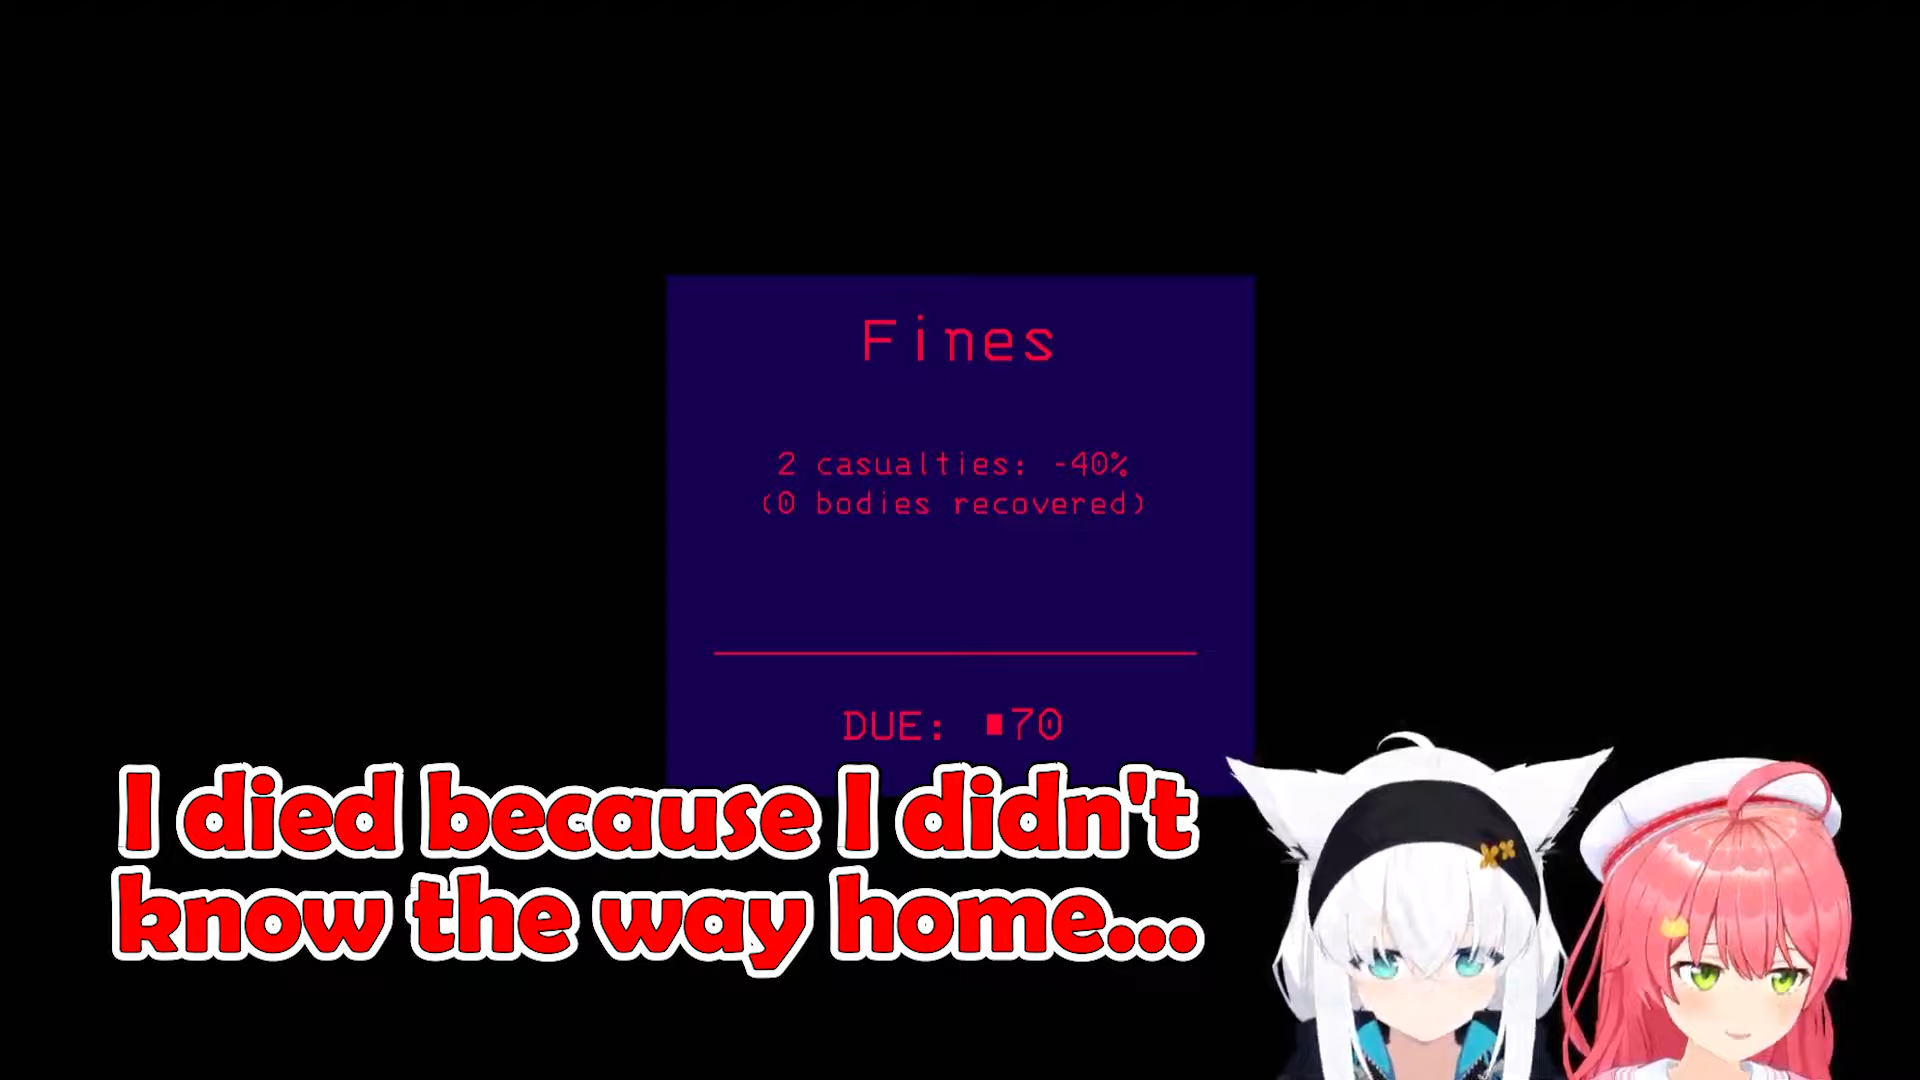 Fines
2 casualties: -40%
(0 bodies recovered)
DUE: ▮70
I died because I didn't
know the way home...